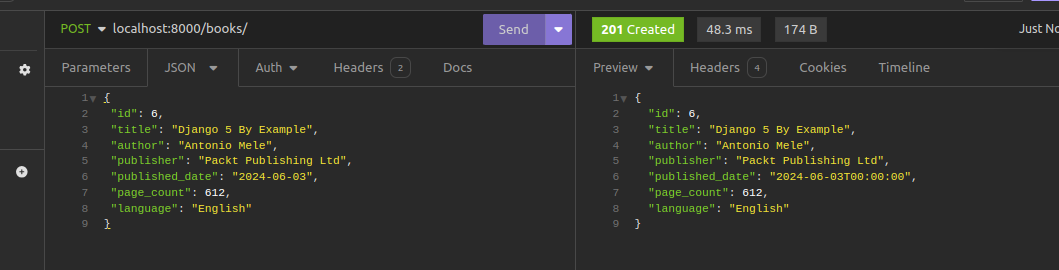 POST localhost:8000/books/ Send 201 Created 48.3 ms 174 B Just No
Parameters JSON Auth Headers 2 Docs Preview Headers 4 Cookies Timeline
1 {
2 "id": 6,
3 "title": "Django 5 By Example",
4 "author": "Antonio Mele",
5 "publisher": "Packt Publishing Ltd",
6 "published_date": "2024-06-03",
7 "page_count": 612,
8 "language": "English"
9 }
1 {
2 "id": 6,
3 "title": "Django 5 By Example",
4 "author": "Antonio Mele",
5 "publisher": "Packt Publishing Ltd",
6 "published_date": "2024-06-03T00:00:00",
7 "page_count": 612,
8 "language": "English"
9 }